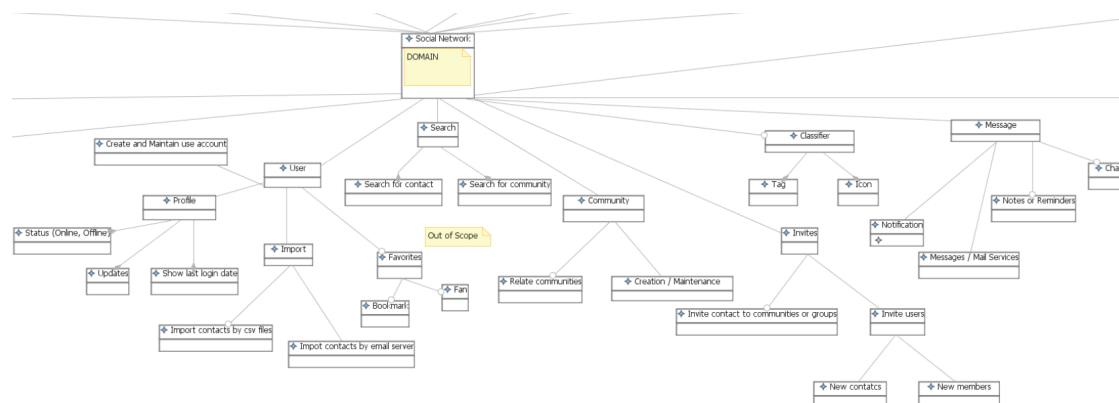 Social Network
DOMAIN
Search
Classifier
Message
Create and Maintain use account
User
Search for contact
Search for community
Tag
Icon
Cha
Profile
Community
Notes or Reminders
Status (Online, Offline)
Out of Scope
Invites
Notification
Import
Favorites
Messages / Mail Services
Updates
Show last login date
Relate communities
Creation / Maintenance
Fan
Bookmark
Invite contact to communities or groups
Invite users
Import contacts by csv files
Impot contacts by email server
New contatcs
New members